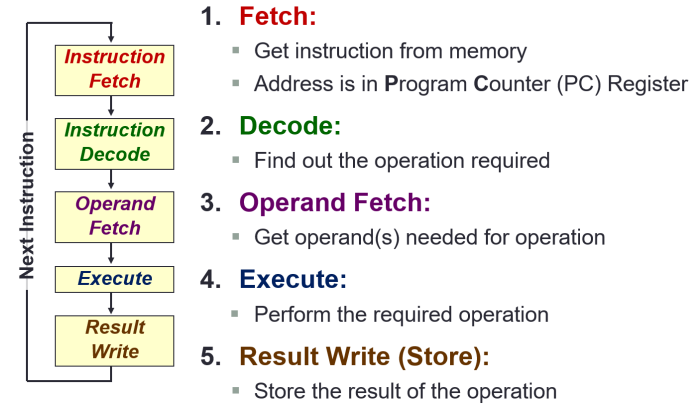 Next Instruction
Instruction
Fetch
Instruction
Decode
Operand
Fetch
Execute
Result
Write
1. Fetch:
▪ Get instruction from memory
▪ Address is in Program Counter (PC) Register
2. Decode:
▪ Find out the operation required
3. Operand Fetch:
▪ Get operand(s) needed for operation
4. Execute:
▪ Perform the required operation
5. Result Write (Store):
▪ Store the result of the operation